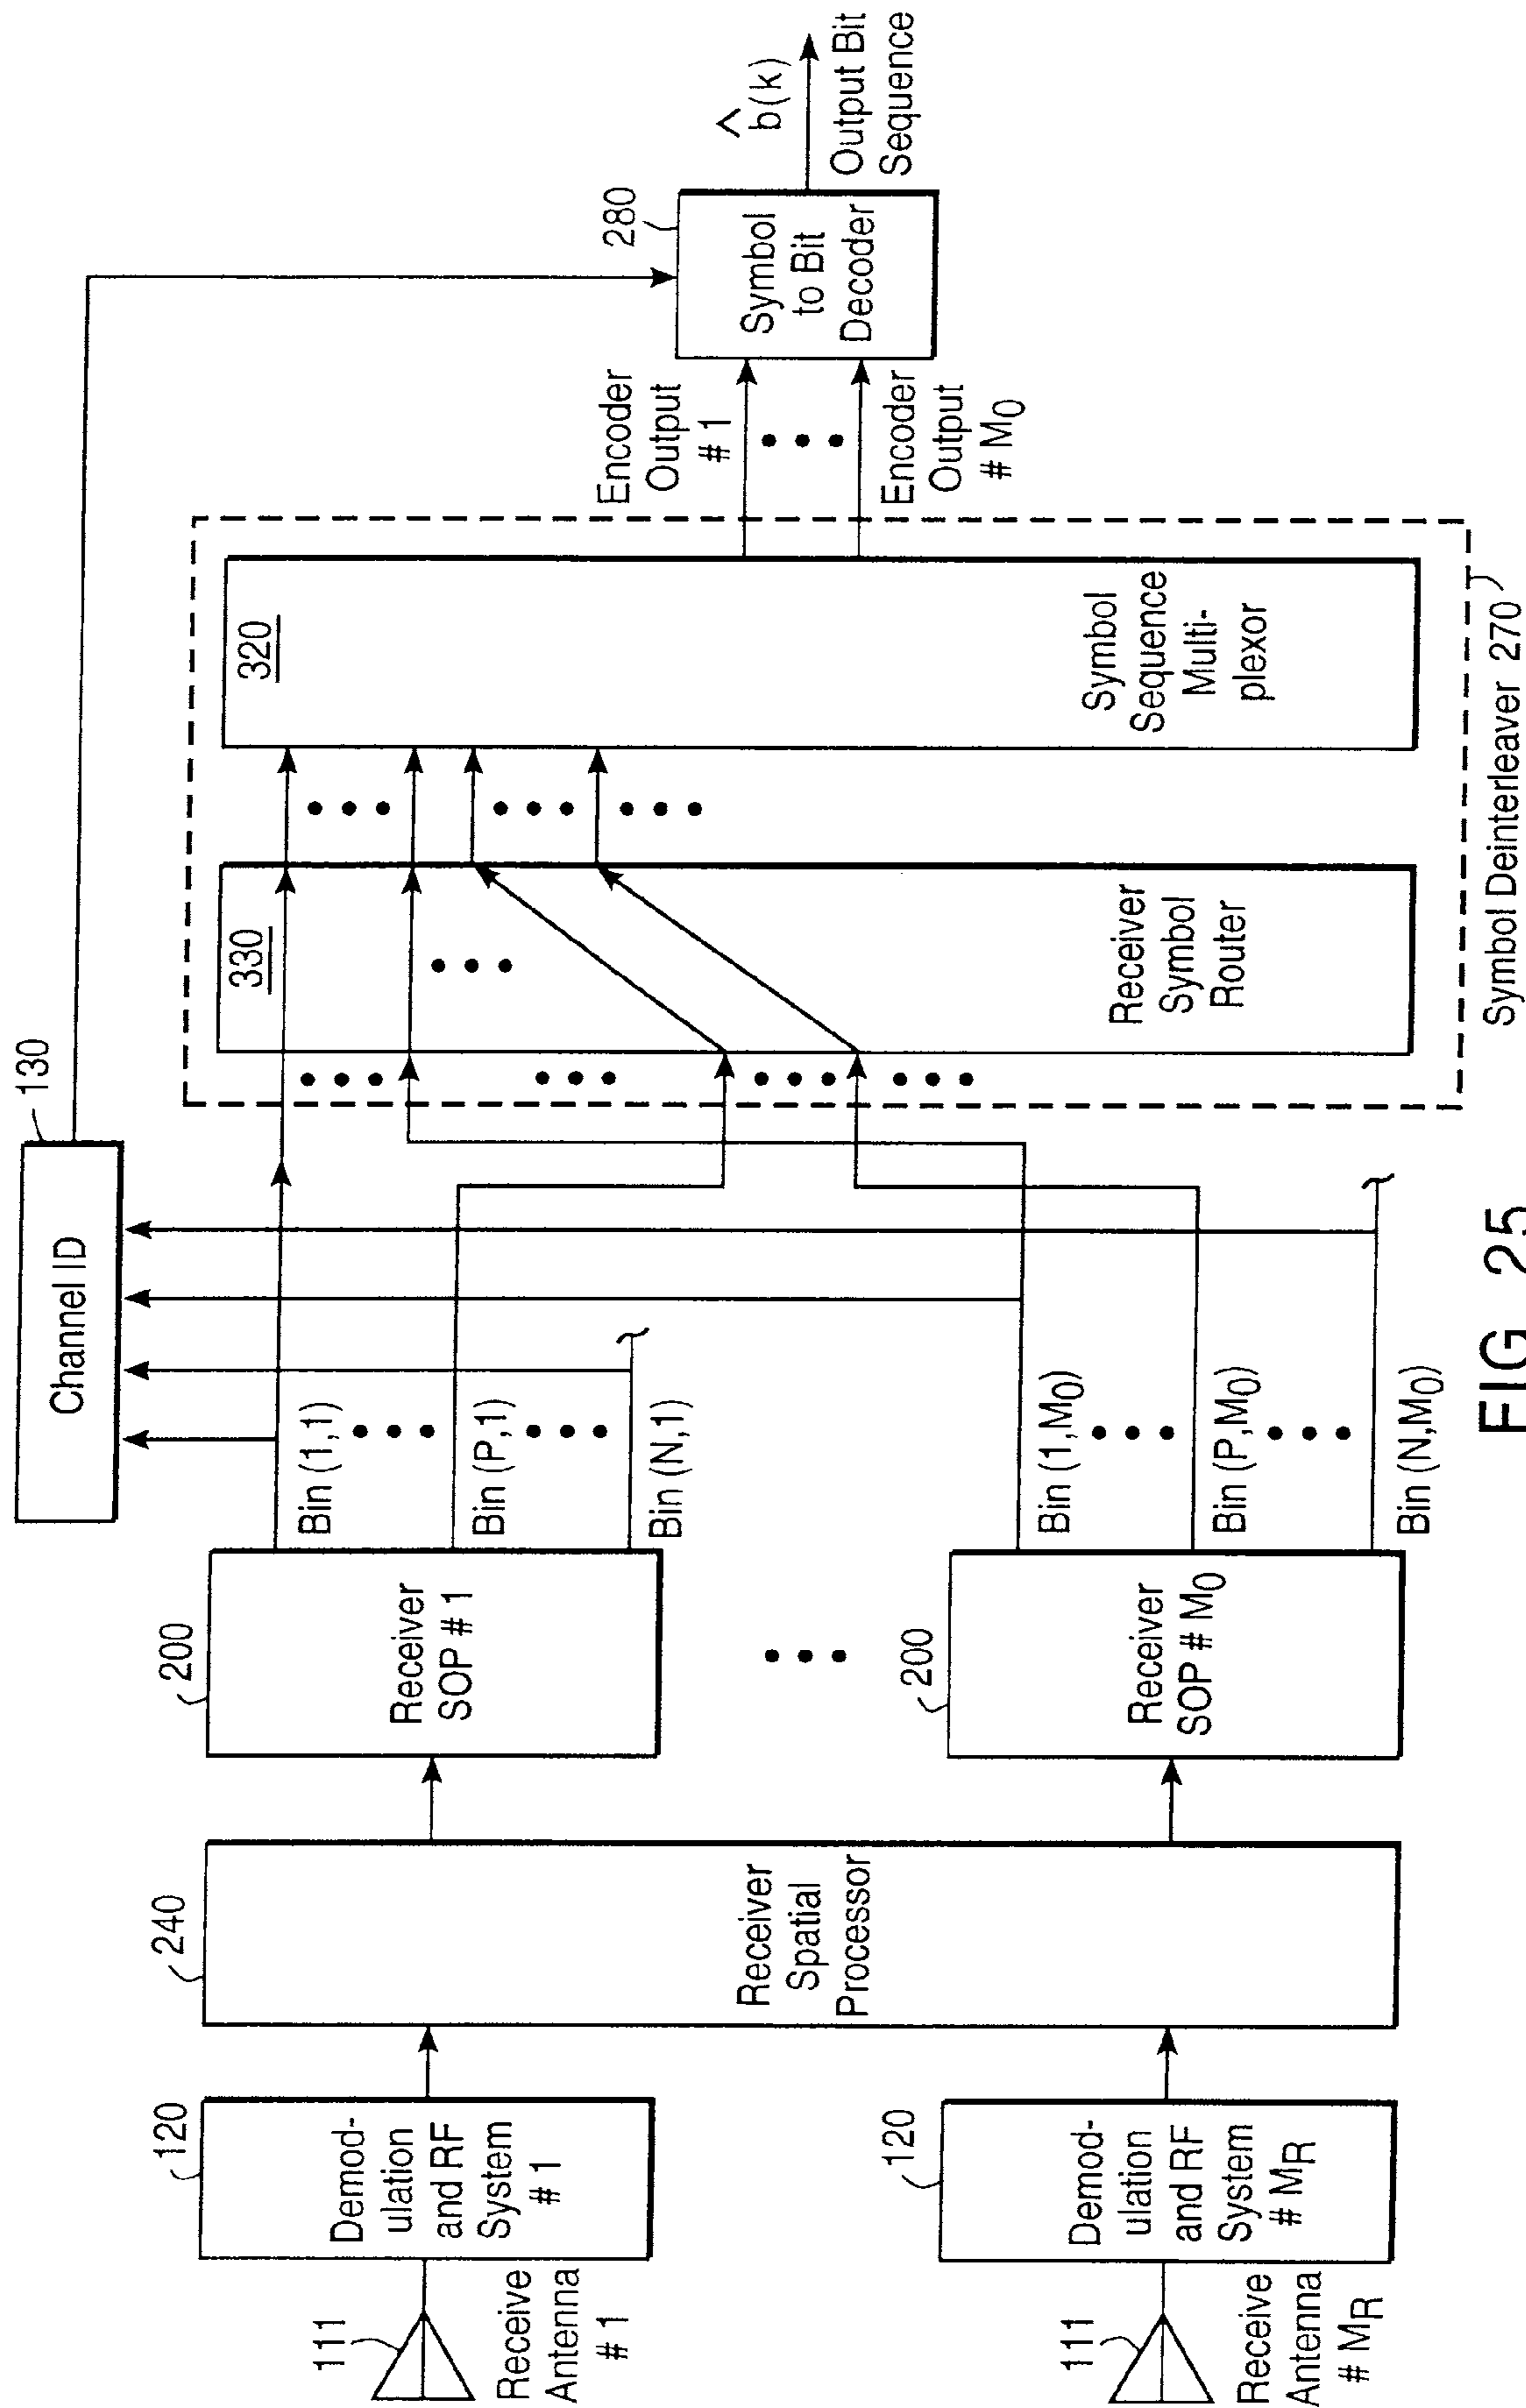 111
Receive
Antenna
# 1
120
Demod-
ulation
and RF
System
# 1
111
Receive
Antenna
# MR
120
Demod-
ulation
and RF
System
# MR
240
Receiver
Spatial
Processor
200
Receiver
SOP # 1
200
Receiver
SOP # M0
Bin (1,1)
Bin (P,1)
Bin (N,1)
Bin (1,M0)
Bin (P,M0)
Bin (N,M0)
Channel ID
130
330
Receiver
Symbol
Router
320
Symbol
Sequence
Multi-
plexor
Symbol Deinterleaver 270
Encoder
Output
# 1
Encoder
Output
# M0
280
Symbol
to Bit
Decoder
^
b(k)
Output Bit
Sequence
FIG. 25